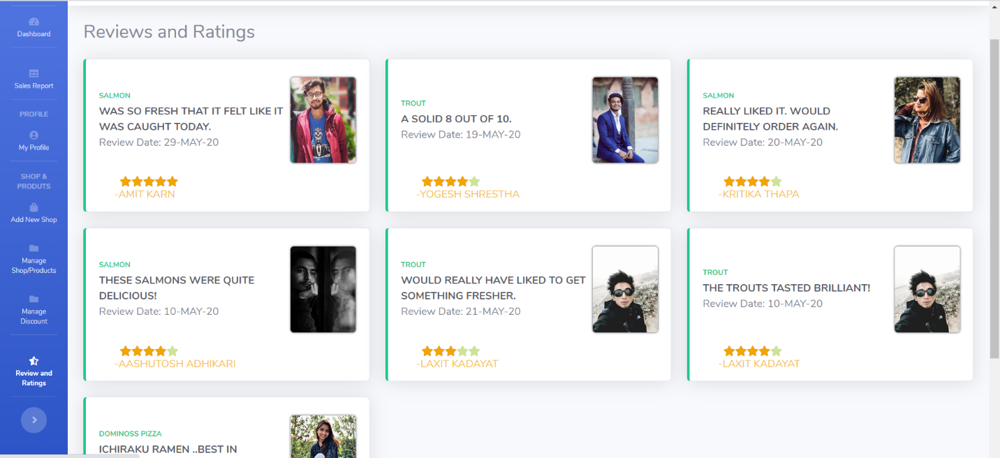 Dashboard
Sales Report
PROFILE
My Profile
SHOP &
PRODUTS
Add New Shop
Manage
Shop/Products
Manage
Discount
Review and
Ratings
Reviews and Ratings
SALMON
WAS SO FRESH THAT IT FELT LIKE IT
WAS CAUGHT TODAY.
Review Date: 29-MAY-20
-AMIT KARN
TROUT
A SOLID 8 OUT OF 10.
Review Date: 19-MAY-20
-YOGESH SHRESTHA
SALMON
REALLY LIKED IT. WOULD
DEFINITELY ORDER AGAIN.
Review Date: 20-MAY-20
-KRITIKA THAPA
SALMON
THESE SALMONS WERE QUITE
DELICIOUS!
Review Date: 10-MAY-20
-AASHUTOSH ADHIKARI
TROUT
WOULD REALLY HAVE LIKED TO GET
SOMETHING FRESHER.
Review Date: 21-MAY-20
-LAXIT KADAYAT
TROUT
THE TROUTS TASTED BRILLIANT!
Review Date: 10-MAY-20
-LAXIT KADAYAT
DOMINOSS PIZZA
ICHIRAKU RAMEN ..BEST IN